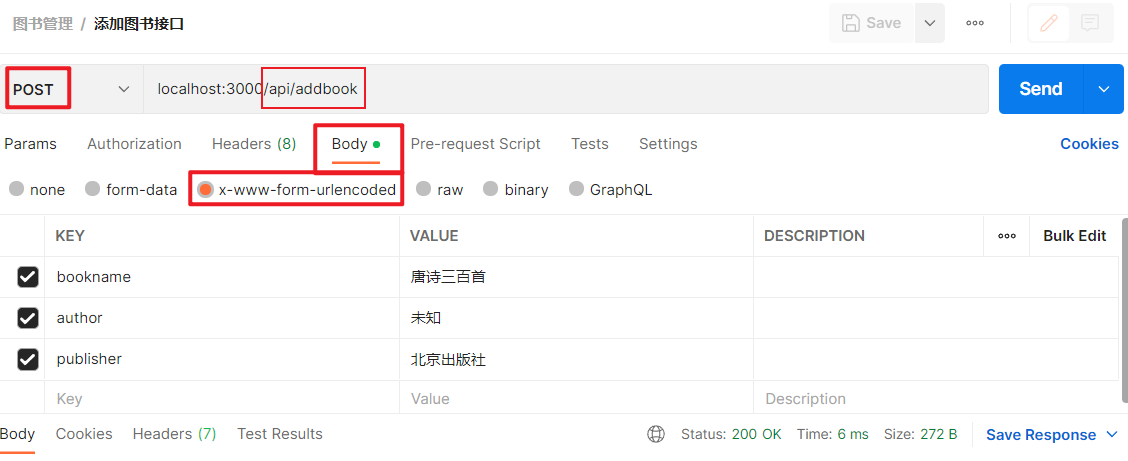 图书管理 / 添加图书接口 Save
POST localhost:3000/api/addbook Send
Params Authorization Headers (8) Body Pre-request Script Tests Settings Cookies
none form-data x-www-form-urlencoded raw binary GraphQL
KEY VALUE DESCRIPTION Bulk Edit
bookname 唐诗三百首
author 未知
publisher 北京出版社
Key Value Description
Body Cookies Headers (7) Test Results Status: 200 OK Time: 6 ms Size: 272 B Save Response